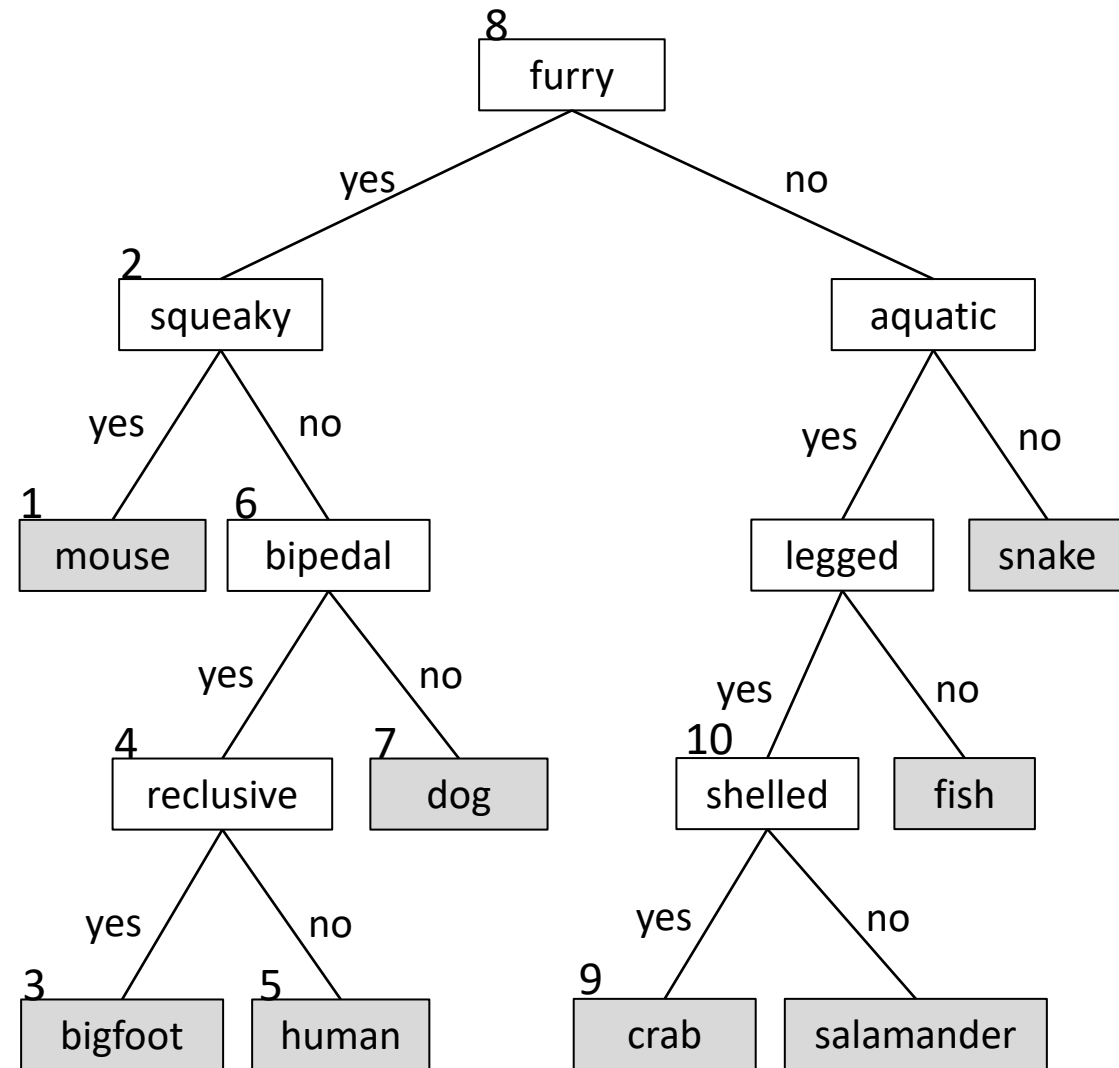 8
furry
yes
no
2
squeaky
aquatic
yes
no
yes
no
1
6
mouse
bipedal
legged
snake
yes
no
yes
no
4
7
10
reclusive
dog
shelled
fish
yes
no
yes
no
3
5
9
bigfoot
human
crab
salamander